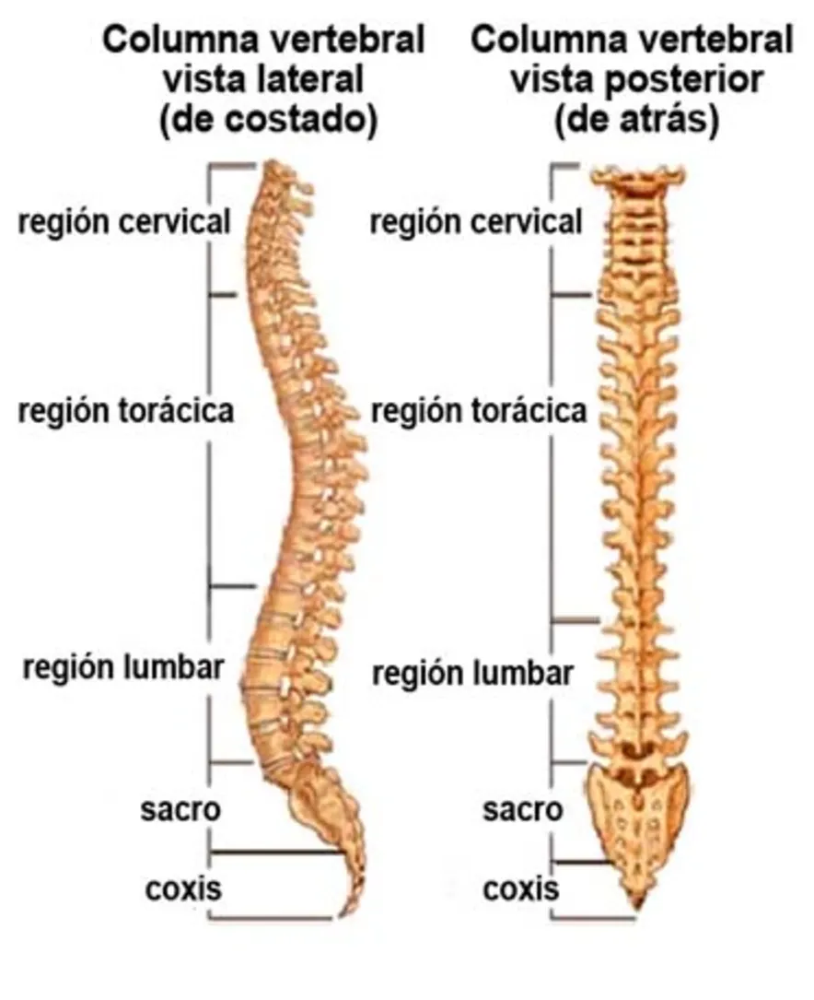 Columna vertebral
vista lateral
(de costado)
Columna vertebral
vista posterior
(de atrás)
región cervical
región torácica
región lumbar
sacro
coxis
región cervical
región torácica
región lumbar
sacro
coxis